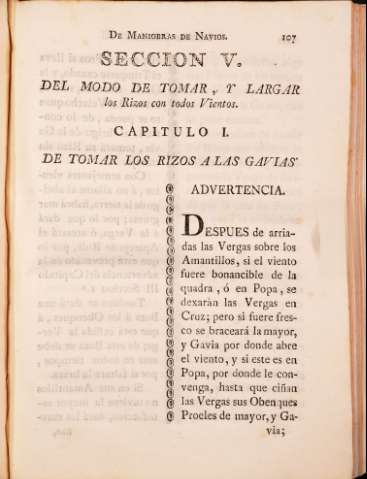 DE MANIOBRAS DE NAVIOS. 107
SECCION V.
DEL MODO DE TOMAR, Y LARGAR
los Rizos con todos Vientos.
CAPITULO I.
DE TOMAR LOS RIZOS A LAS GAVIAS
ADVERTENCIA.
DESPUES de arria-
das las Vergas sobre los
Amantillos, si el viento
fuere bonancible de la
quadra, ó en Popa, se
dexarán las Vergas en
Cruz; pero si fuere fres-
co se braceará la mayor,
y Gavia por donde abre
el viento, y si este es en
Popa, por donde le con-
venga, hasta que ciñan
las Vergas sus Obenques
Proeles de mayor, y Ga-
via;